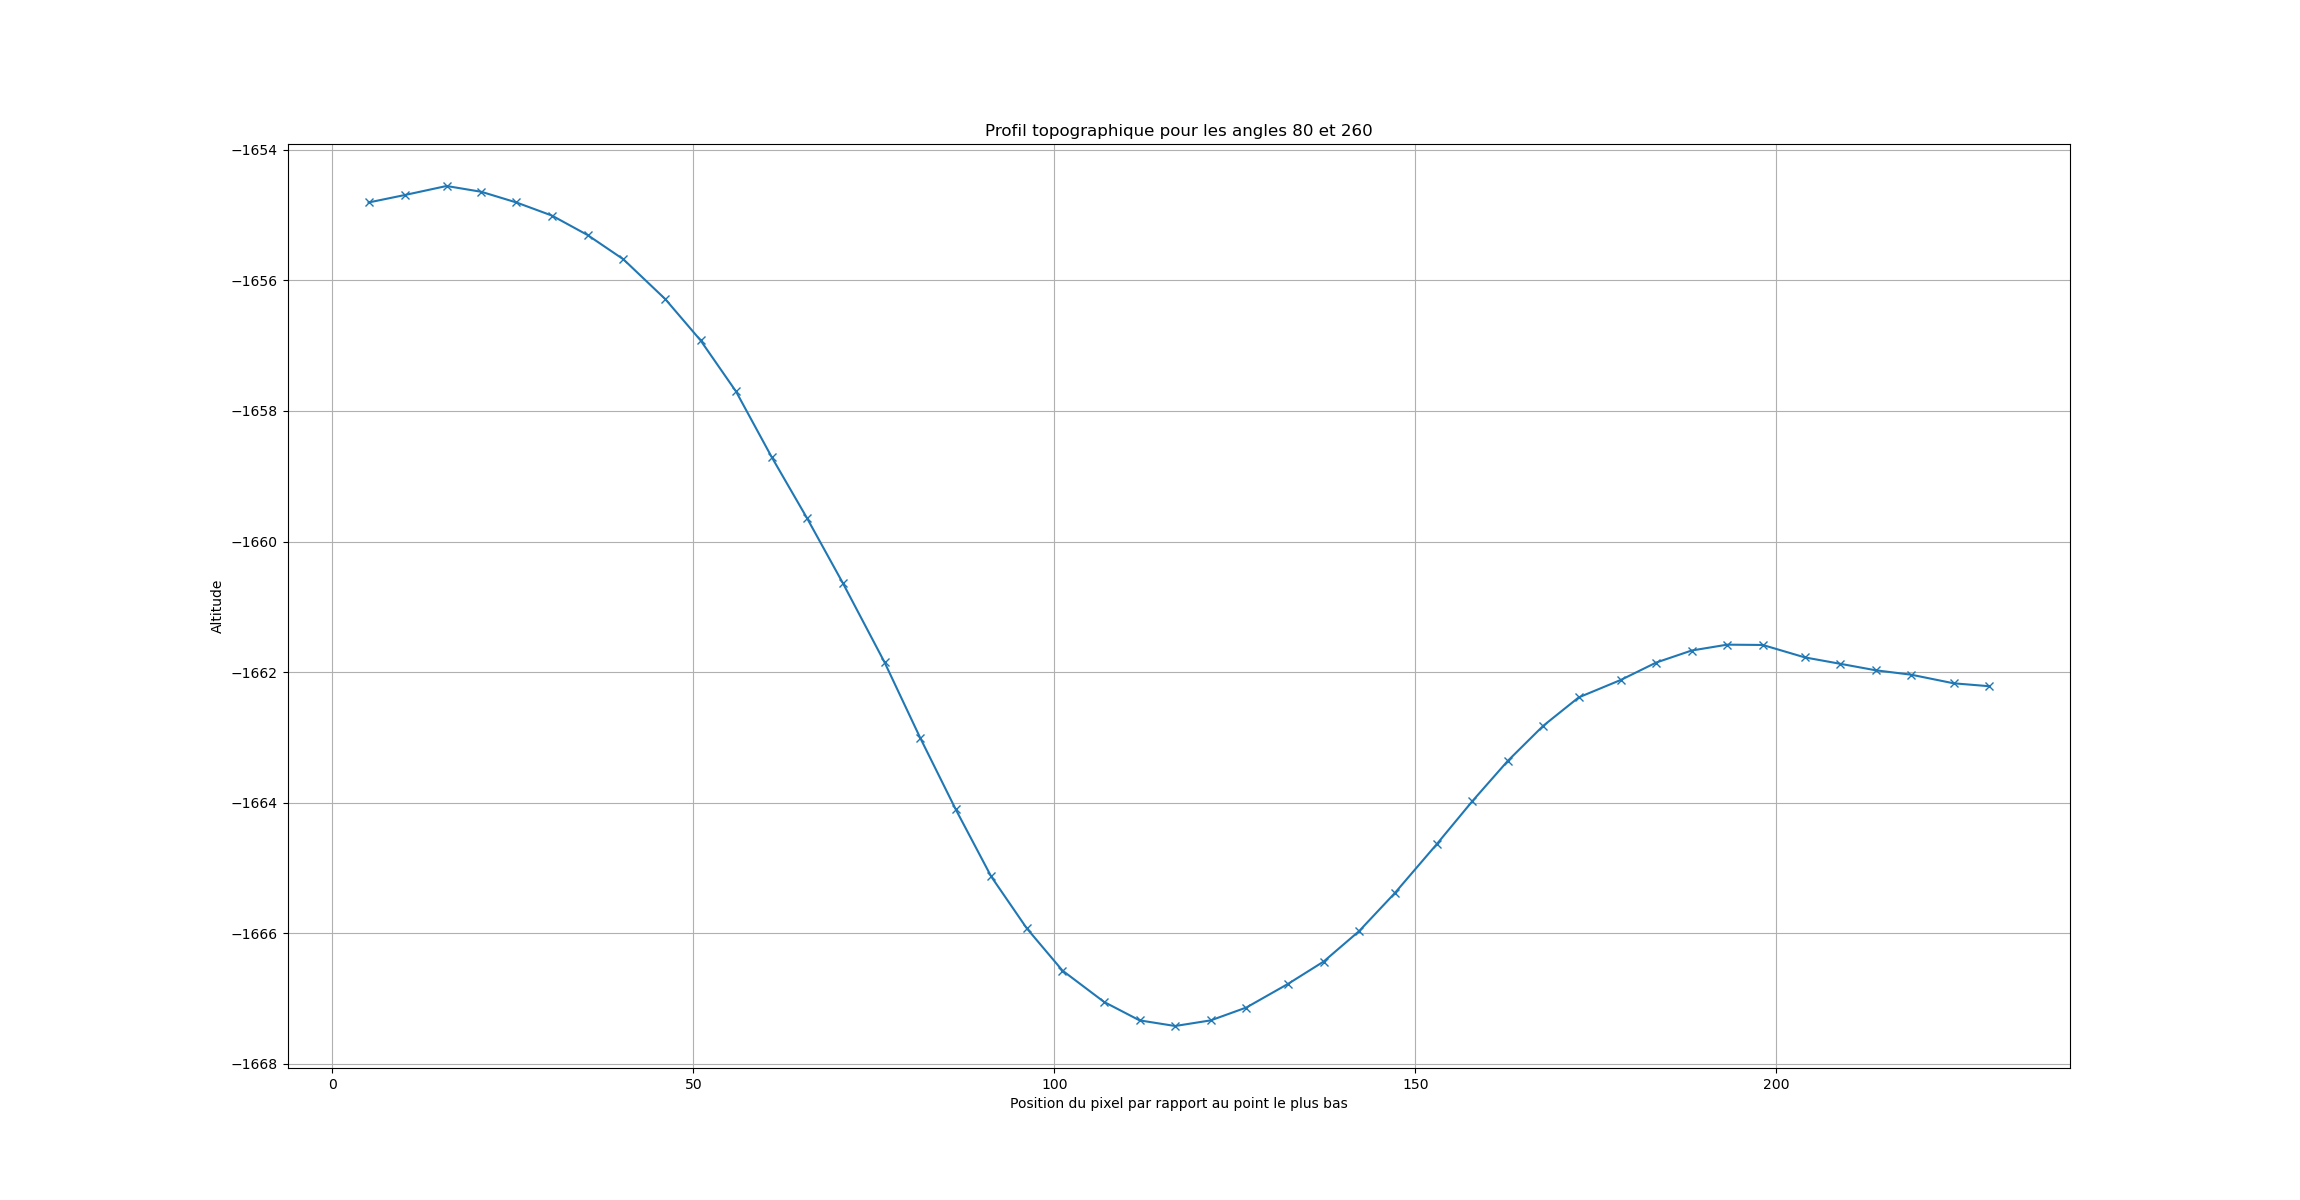 Profil topographique pour les angles 80 et 260
−1654
−1656
−1658
−1660
−1662
−1664
−1666
−1668
Altitude
0 50 100 150 200
Position du pixel par rapport au point le plus bas